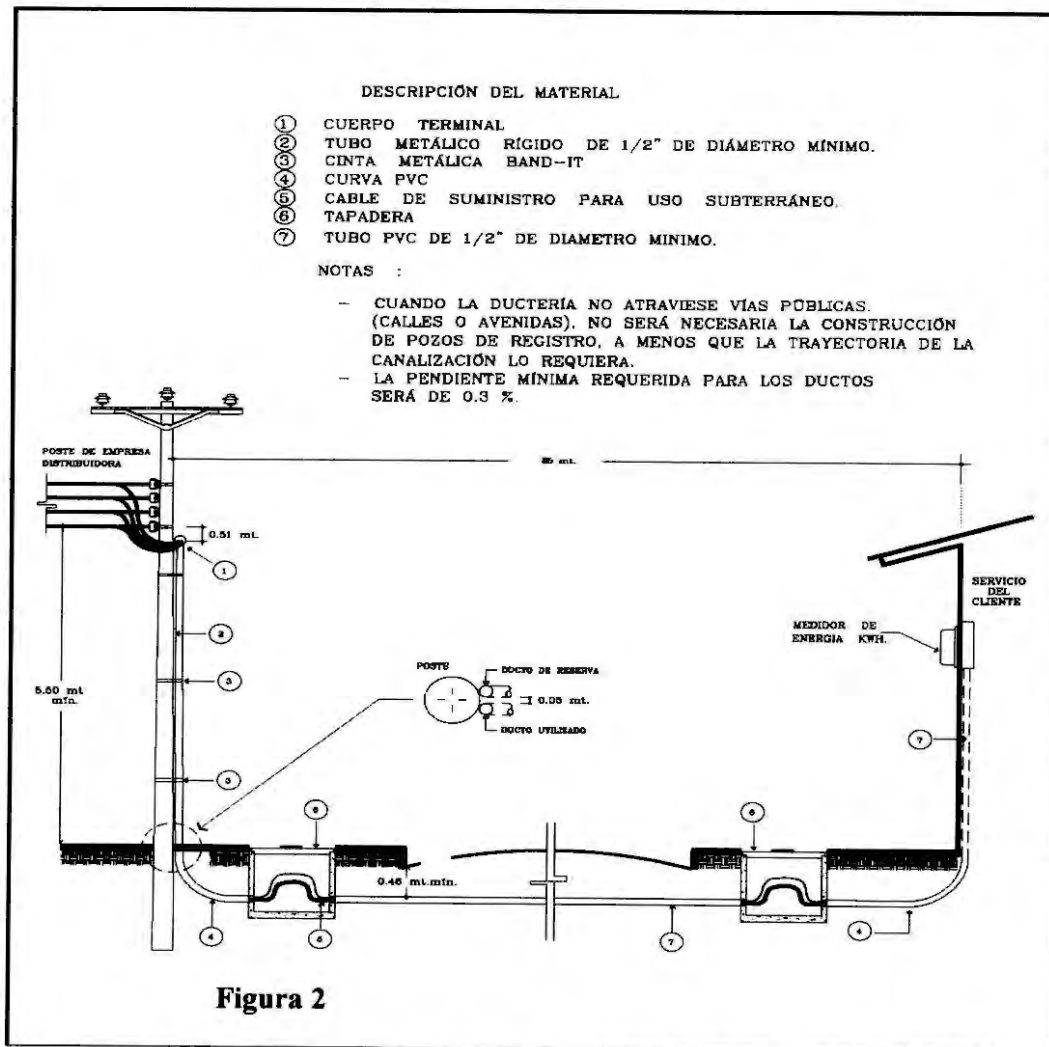 DESCRIPCIÓN DEL MATERIAL
① CUERPO TERMINAL
② TUBO METÁLICO RÍGIDO DE 1/2" DE DIÁMETRO MÍNIMO.
③ CINTA METÁLICA BAND-IT
④ CURVA PVC
⑤ CABLE DE SUMINISTRO PARA USO SUBTERRÁNEO.
⑥ TAPADERA
⑦ TUBO PVC DE 1/2" DE DIAMETRO MINIMO.
NOTAS :
- CUANDO LA DUCTERÍA NO ATRAVIESE VÍAS PÚBLICAS.
(CALLES O AVENIDAS), NO SERÁ NECESARIA LA CONSTRUCCIÓN
DE POZOS DE REGISTRO, A MENOS QUE LA TRAYECTORIA DE LA
CANALIZACIÓN LO REQUIERA.
- LA PENDIENTE MÍNIMA REQUERIDA PARA LOS DUCTOS
SERÁ DE 0.3 %.
POSTE DE EMPRESA
DISTRIBUIDORA
mt.
0.51 mt.
1
SERVICIO
DEL
CLIENTE
MEDIDOR DE
ENERGIA KWH.
2
POSTE
DUCTO DE RESERVA
0.05 mt.
DUCTO UTILIZADO
5.50 mt.
mín.
3
7
3
6
6
0.46 mt.mín.
4
5
7
4
Figura 2